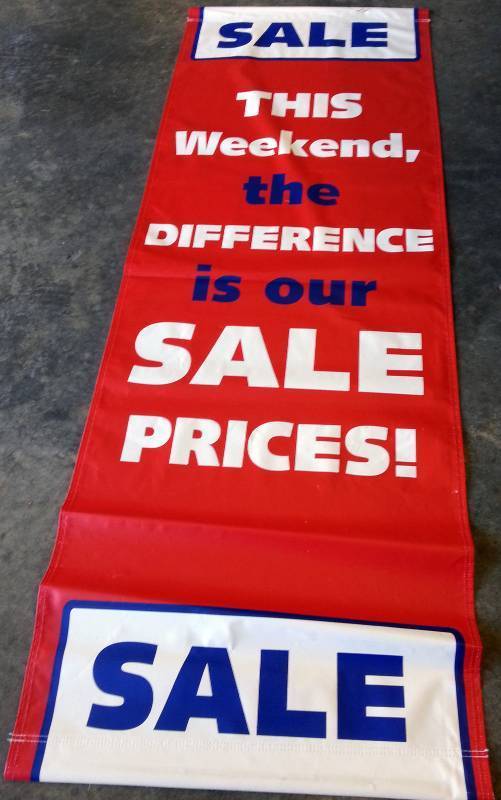 SALE
THIS
Weekend,
the
DIFFERENCE
is our
SALE
PRICES!
SALE